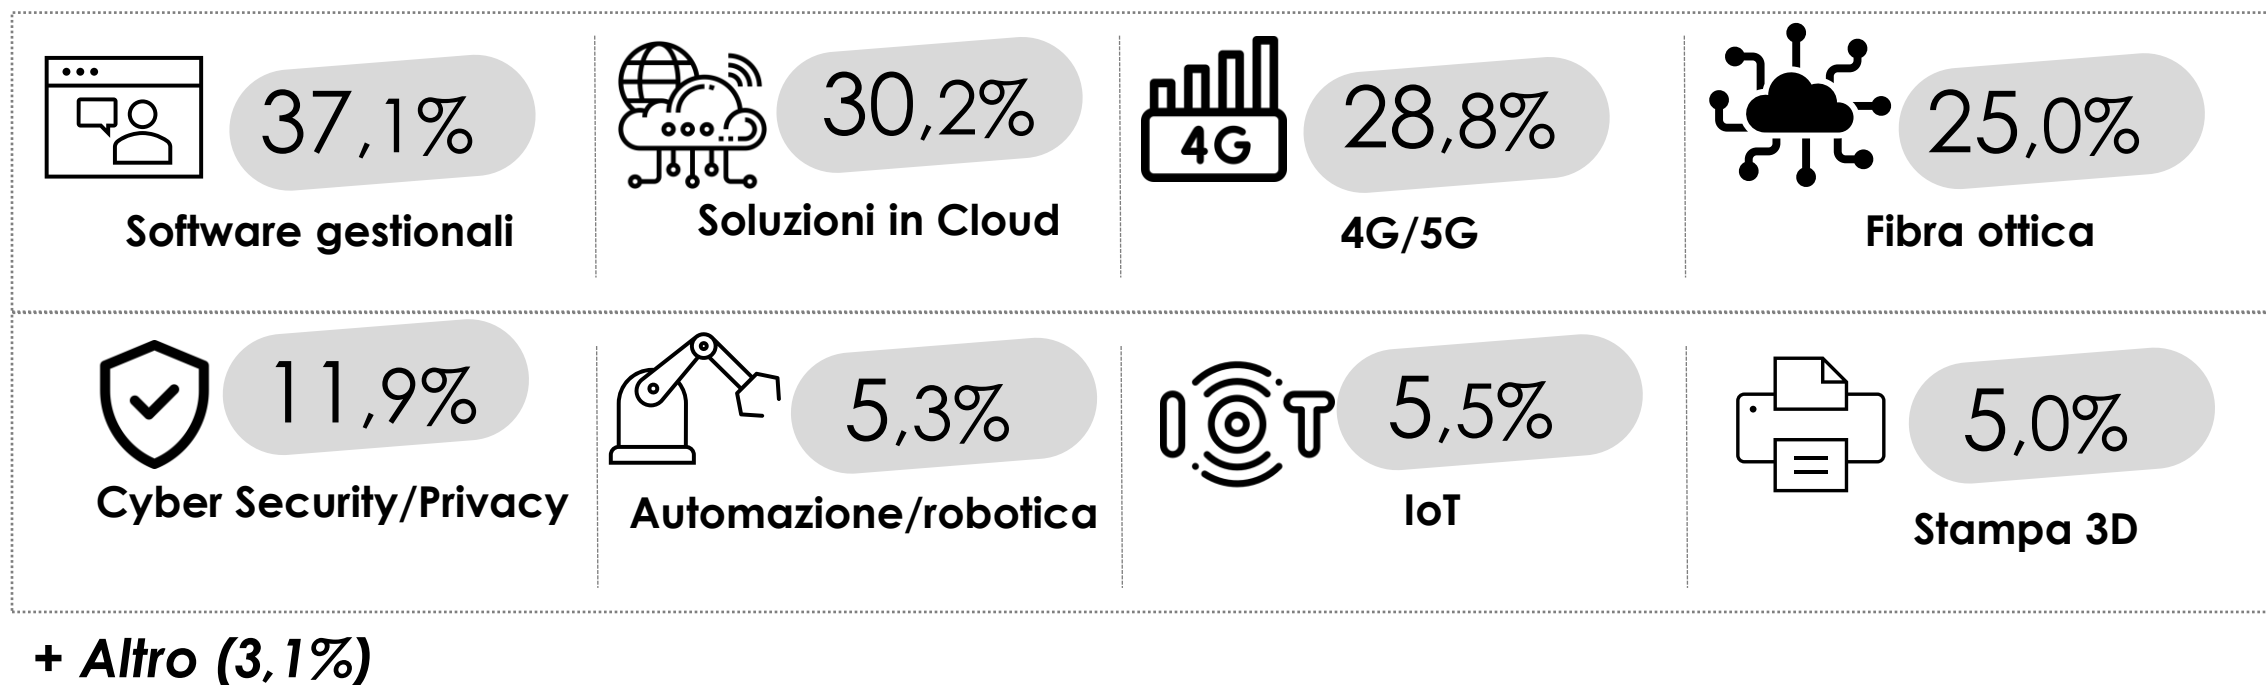 37,1%
Software gestionali
30,2%
Soluzioni in Cloud
4G
28,8%
4G/5G
25,0%
Fibra ottica
11,9%
Cyber Security/Privacy
5,3%
Automazione/robotica
IOT
5,5%
IoT
5,0%
Stampa 3D
+ Altro (3,1%)